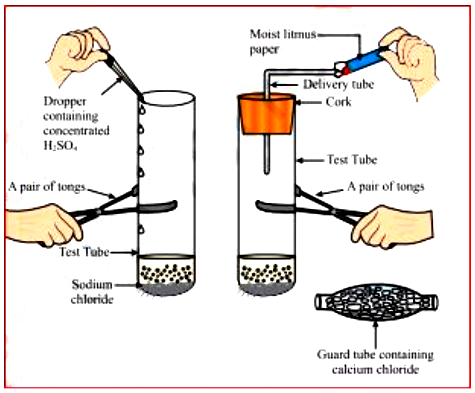 Moist litmus
paper
Delivery tube
Cork
Dropper
containing
concentrated
H₂SO₄
Test Tube
A pair of tongs
A pair of tongs
Test Tube
Sodium
chloride
Guard tube containing
calcium chloride